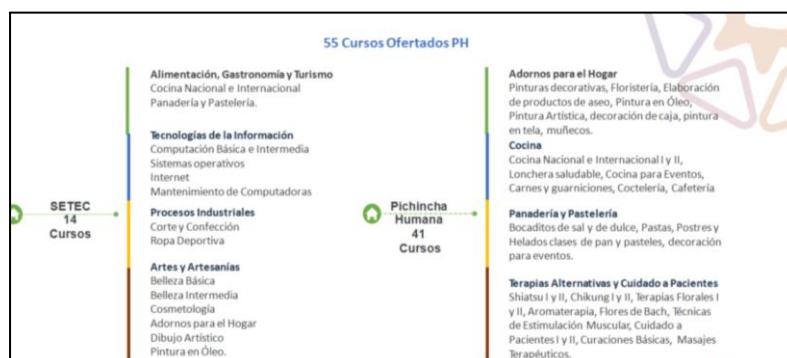 55 Cursos Ofertados PH
SETEC
14
Cursos
Alimentación, Gastronomía y Turismo
Cocina Nacional e Internacional
Panadería y Pastelería.
Tecnologías de la Información
Computación Básica e Intermedia
Sistemas operativos
Internet
Mantenimiento de Computadoras
Procesos Industriales
Corte y Confección
Ropa Deportiva
Artes y Artesanías
Belleza Básica
Belleza Intermedia
Cosmetología
Adornos para el Hogar
Dibujo Artístico
Pintura en Óleo.
Pichincha
Humana
41
Cursos
Adornos para el Hogar
Pinturas decorativas, Floristería, Elaboración
de productos de aseo, Pintura en Óleo,
Pintura Artística, decoración de caja, pintura
en tela, muñecos.
Cocina
Cocina Nacional e Internacional I y II,
Lonchera saludable, Cocina para Eventos,
Carnes y guarniciones, Coctelería, Cafetería
Panadería y Pastelería
Bocaditos de sal y de dulce, Pastas, Postres y
Helados clases de pan y pasteles, decoración
para eventos.
Terapias Alternativas y Cuidado a Pacientes
Shiatsu I y II, Chikung I y II, Terapias Florales I
y II, Aromaterapia, Flores de Bach, Técnicas
de Estimulación Muscular, Cuidado a
Pacientes I y II, Curaciones Básicas, Masajes
Terapéuticos.